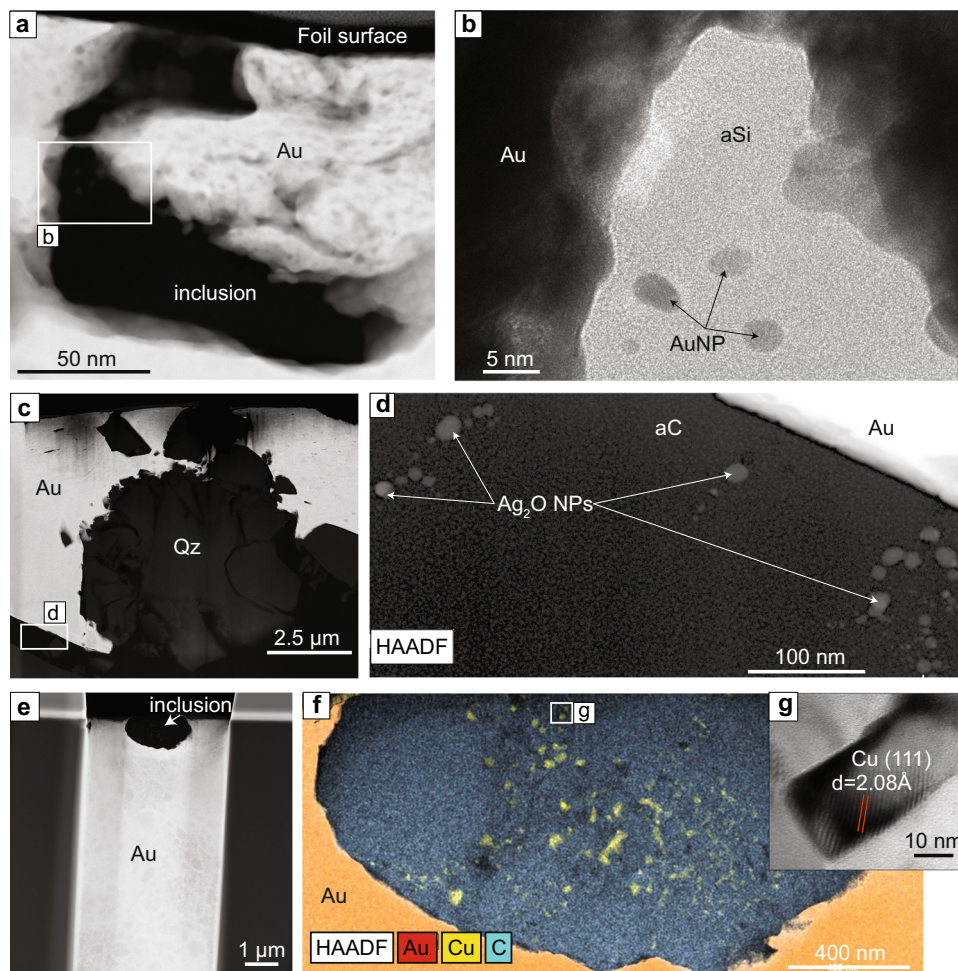 a
Foil surface
Au
b
inclusion
50 nm
b
aSi
Au
AuNP
5 nm
c
Au
Qz
d
2.5 µm
d
aC
Au
Ag₂O NPs
HAADF
100 nm
e
inclusion
Au
1 µm
f
g
Au
HAADF Au Cu C
400 nm
g
Cu (111)
d=2.08Å
10 nm